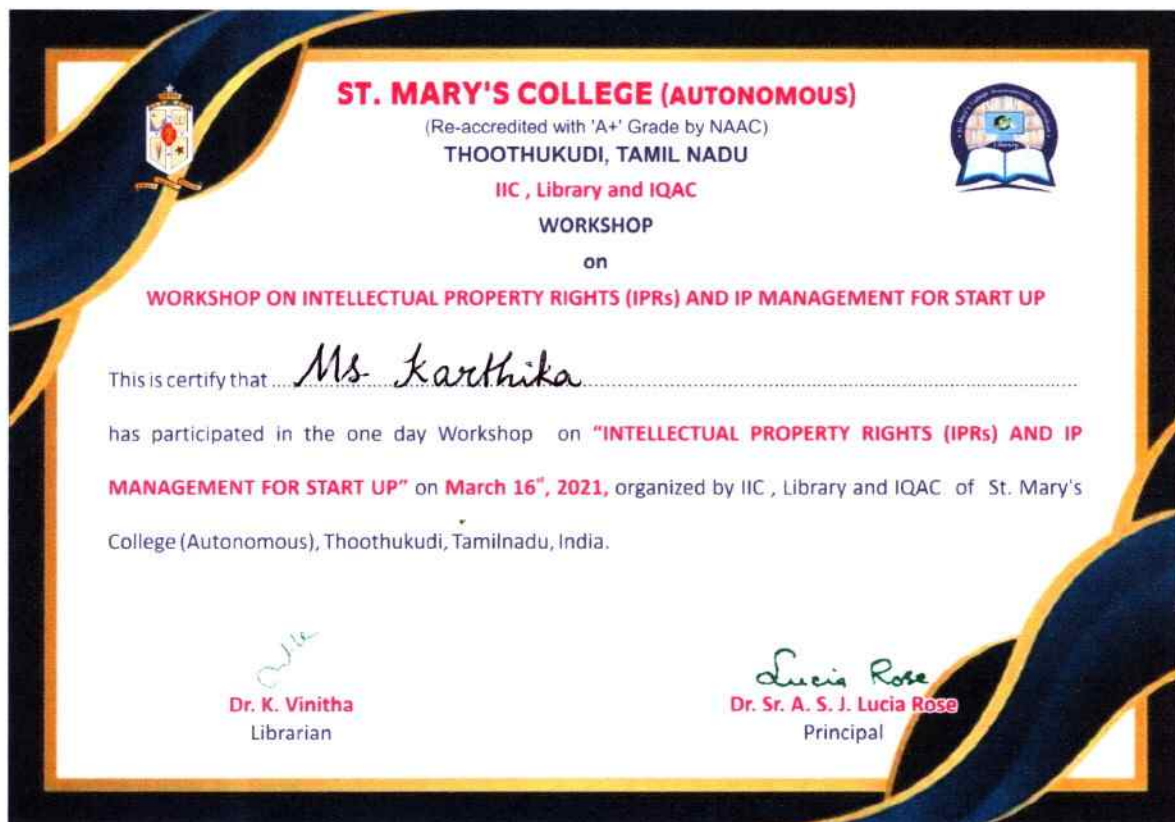 ST. MARY'S COLLEGE (AUTONOMOUS)
(Re-accredited with 'A+' Grade by NAAC)
THOOTHUKUDI, TAMIL NADU
IIC , Library and IQAC
WORKSHOP
on
WORKSHOP ON INTELLECTUAL PROPERTY RIGHTS (IPRs) AND IP MANAGEMENT FOR START UP
This is certify that Ms. Karthika
has participated in the one day Workshop on "INTELLECTUAL PROPERTY RIGHTS (IPRs) AND IP
MANAGEMENT FOR START UP" on March 16st, 2021, organized by IIC , Library and IQAC of St. Mary's
College (Autonomous), Thoothukudi, Tamilnadu, India.
Lucia Rose
Dr. K. Vinitha
Dr. Sr. A. S. J. Lucia Rose
Librarian
Principal